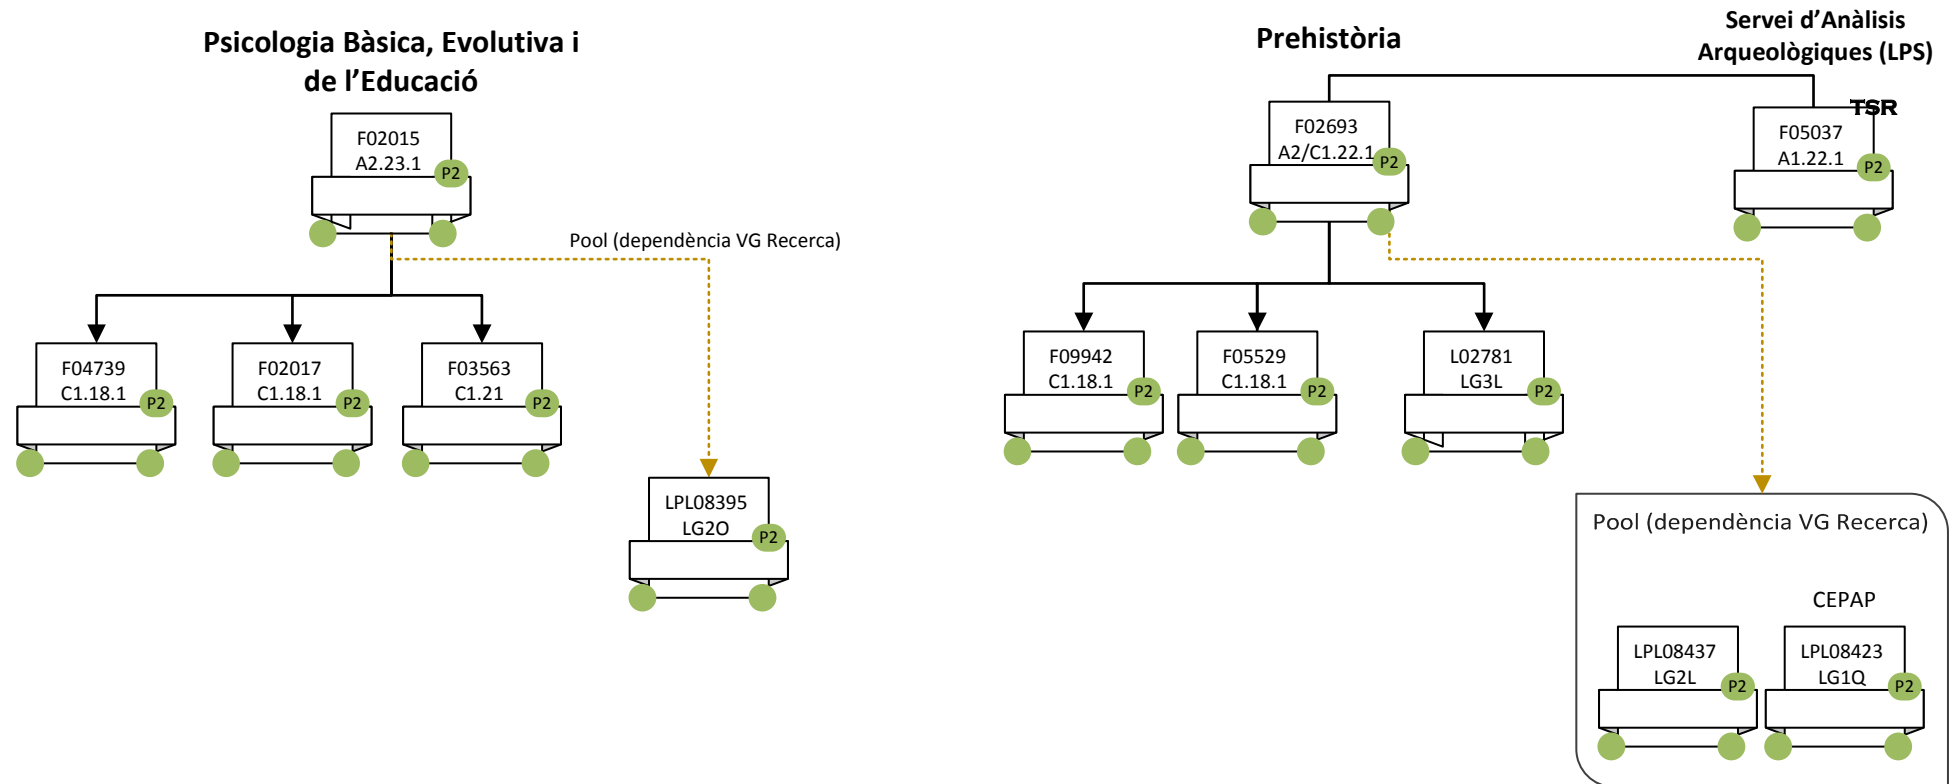 Psicologia Bàsica, Evolutiva i
de l'Educació
F02015
A2.23.1
P2
Pool (dependència VG Recerca)
F04739
C1.18.1
P2
F02017
C1.18.1
P2
F03563
C1.21
P2
LPL08395
LG2O
P2
Prehistòria
F02693
A2/C1.22.1
P2
Servei d'Anàlisis
Arqueològiques (LPS)
TSR
F05037
A1.22.1
P2
F09942
C1.18.1
P2
F05529
C1.18.1
P2
L02781
LG3L
P2
Pool (dependència VG Recerca)
LPL08437
LG2L
P2
CEPAP
LPL08423
LG1Q
P2